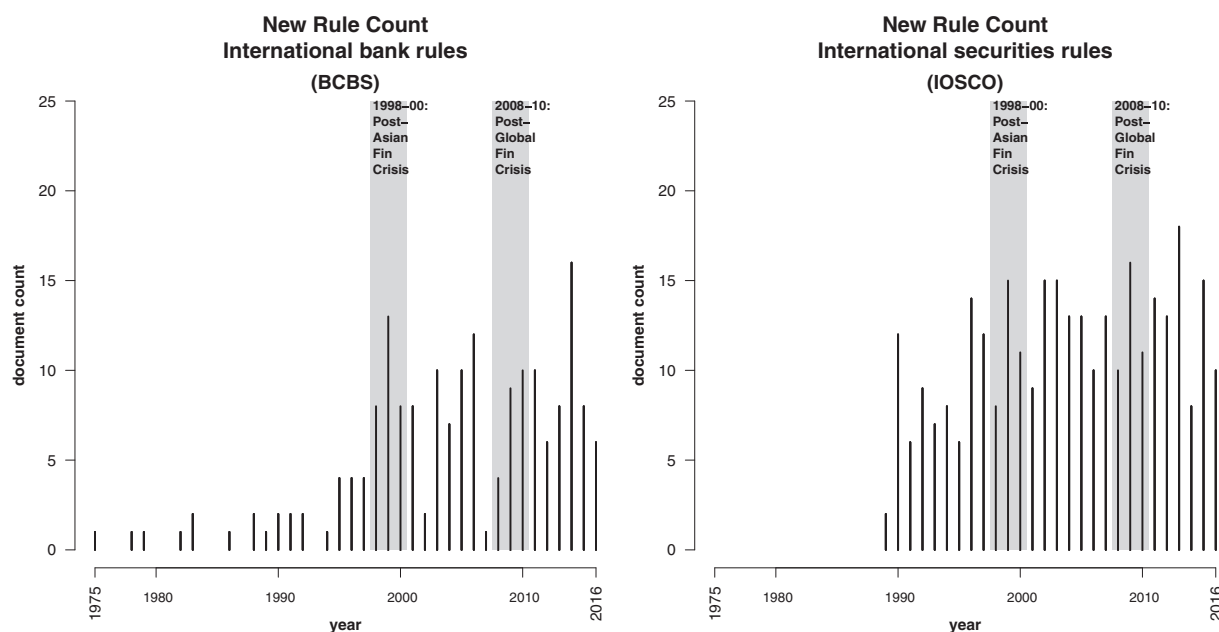 New Rule Count
International bank rules
(BCBS)
25
20
15
10
5
0
document count
1998–00:
Post–
Asian
Fin
Crisis
2008–10:
Post–
Global
Fin
Crisis
1975
1980
1990
2000
2010
2016
year
New Rule Count
International securities rules
(IOSCO)
25
20
15
10
5
0
document count
1998–00:
Post–
Asian
Fin
Crisis
2008–10:
Post–
Global
Fin
Crisis
1975
1980
1990
2000
2010
2016
year